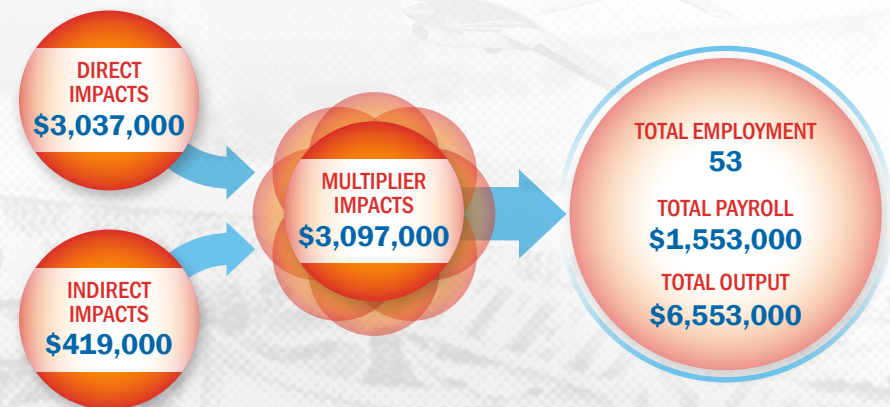 DIRECT
IMPACTS
$3,037,000
INDIRECT
IMPACTS
$419,000
MULTIPLIER
IMPACTS
$3,097,000
TOTAL EMPLOYMENT
53
TOTAL PAYROLL
$1,553,000
TOTAL OUTPUT
$6,553,000